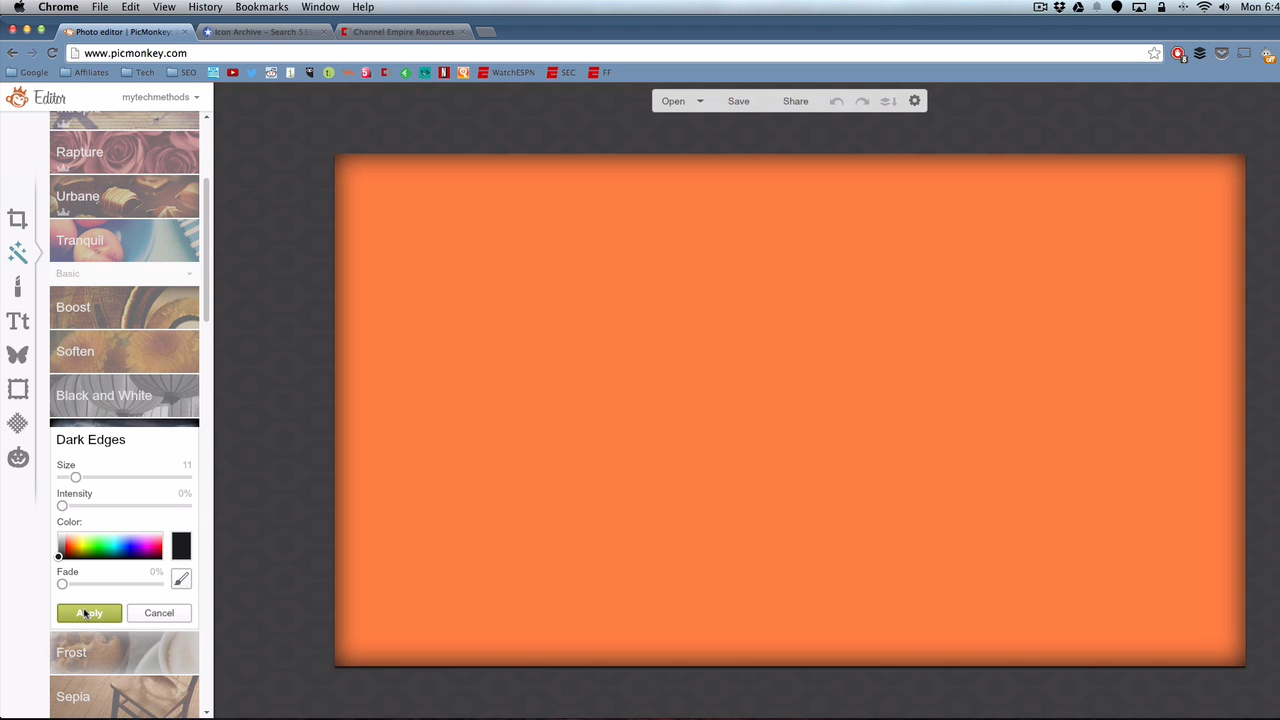 Chrome File Edit View History Bookmarks Window Help Mon 6:4
Photo editor | PicMonkey: Icon Archive - Search 53 Channel Empire Resources
www.picmonkey.com
Google Affiliates Tech SEO WatchESPN SEC FF
Editor mytechmethods
Open Save Share
Rapture
Urbane
Tranquil
Basic
Boost
Soften
Black and White
Dark Edges
Size 11
Intensity 0%
Color:
Fade 0%
Apply Cancel
Frost
Sepia